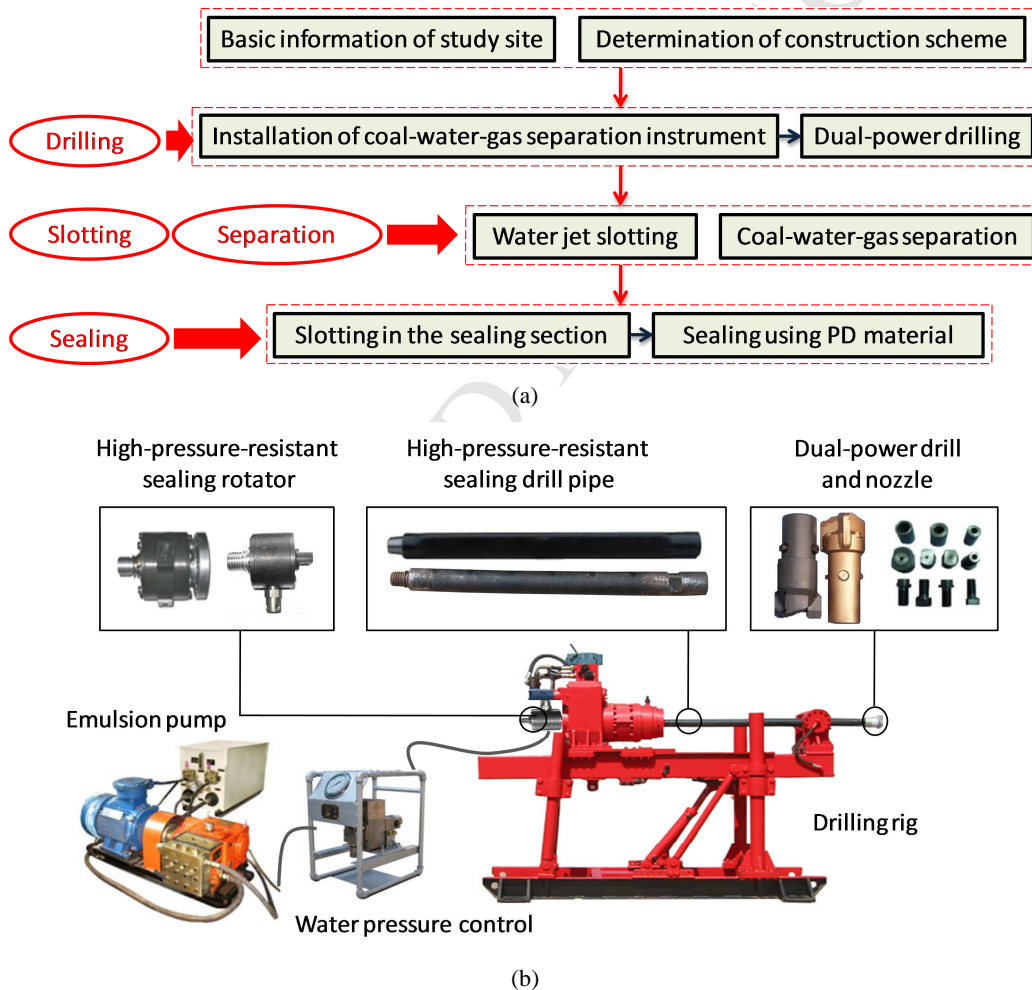 Basic information of study site
Determination of construction scheme
Drilling
Installation of coal-water-gas separation instrument
Dual-power drilling
Slotting
Separation
Water jet slotting
Coal-water-gas separation
Sealing
Slotting in the sealing section
Sealing using PD material
(a)
High-pressure-resistant
sealing rotator
High-pressure-resistant
sealing drill pipe
Dual-power drill
and nozzle
Emulsion pump
Drilling rig
Water pressure control
(b)